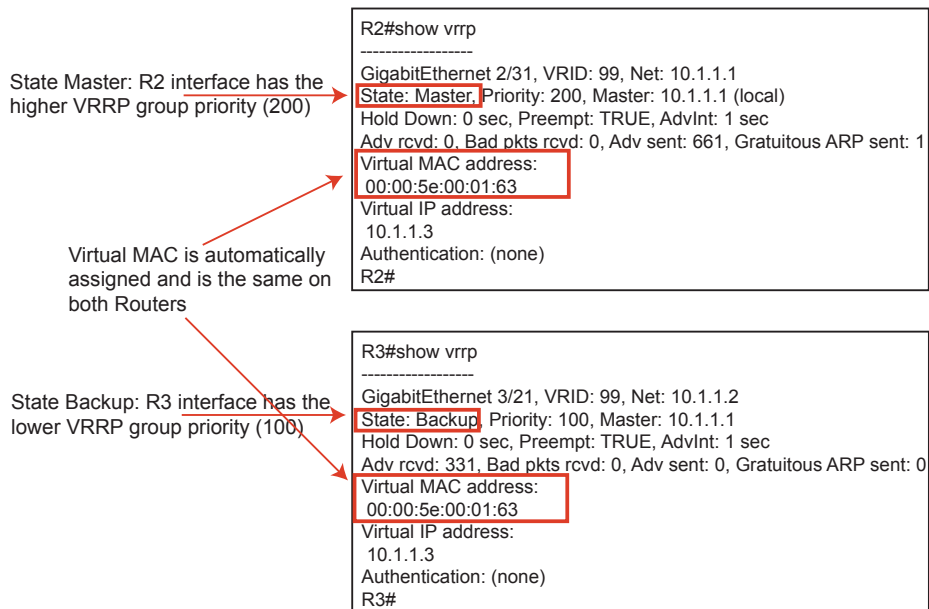 State Master: R2 interface has the
higher VRRP group priority (200)
Virtual MAC is automatically
assigned and is the same on
both Routers
State Backup: R3 interface has the
lower VRRP group priority (100)
R2#show vrrp
------------------
GigabitEthernet 2/31, VRID: 99, Net: 10.1.1.1
State: Master, Priority: 200, Master: 10.1.1.1 (local)
Hold Down: 0 sec, Preempt: TRUE, AdvInt: 1 sec
Adv rcvd: 0, Bad pkts rcvd: 0, Adv sent: 661, Gratuitous ARP sent: 1
Virtual MAC address:
00:00:5e:00:01:63
Virtual IP address:
10.1.1.3
Authentication: (none)
R2#
R3#show vrrp
------------------
GigabitEthernet 3/21, VRID: 99, Net: 10.1.1.2
State: Backup, Priority: 100, Master: 10.1.1.1
Hold Down: 0 sec, Preempt: TRUE, AdvInt: 1 sec
Adv rcvd: 331, Bad pkts rcvd: 0, Adv sent: 0, Gratuitous ARP sent: 0
Virtual MAC address:
00:00:5e:00:01:63
Virtual IP address:
10.1.1.3
Authentication: (none)
R3#